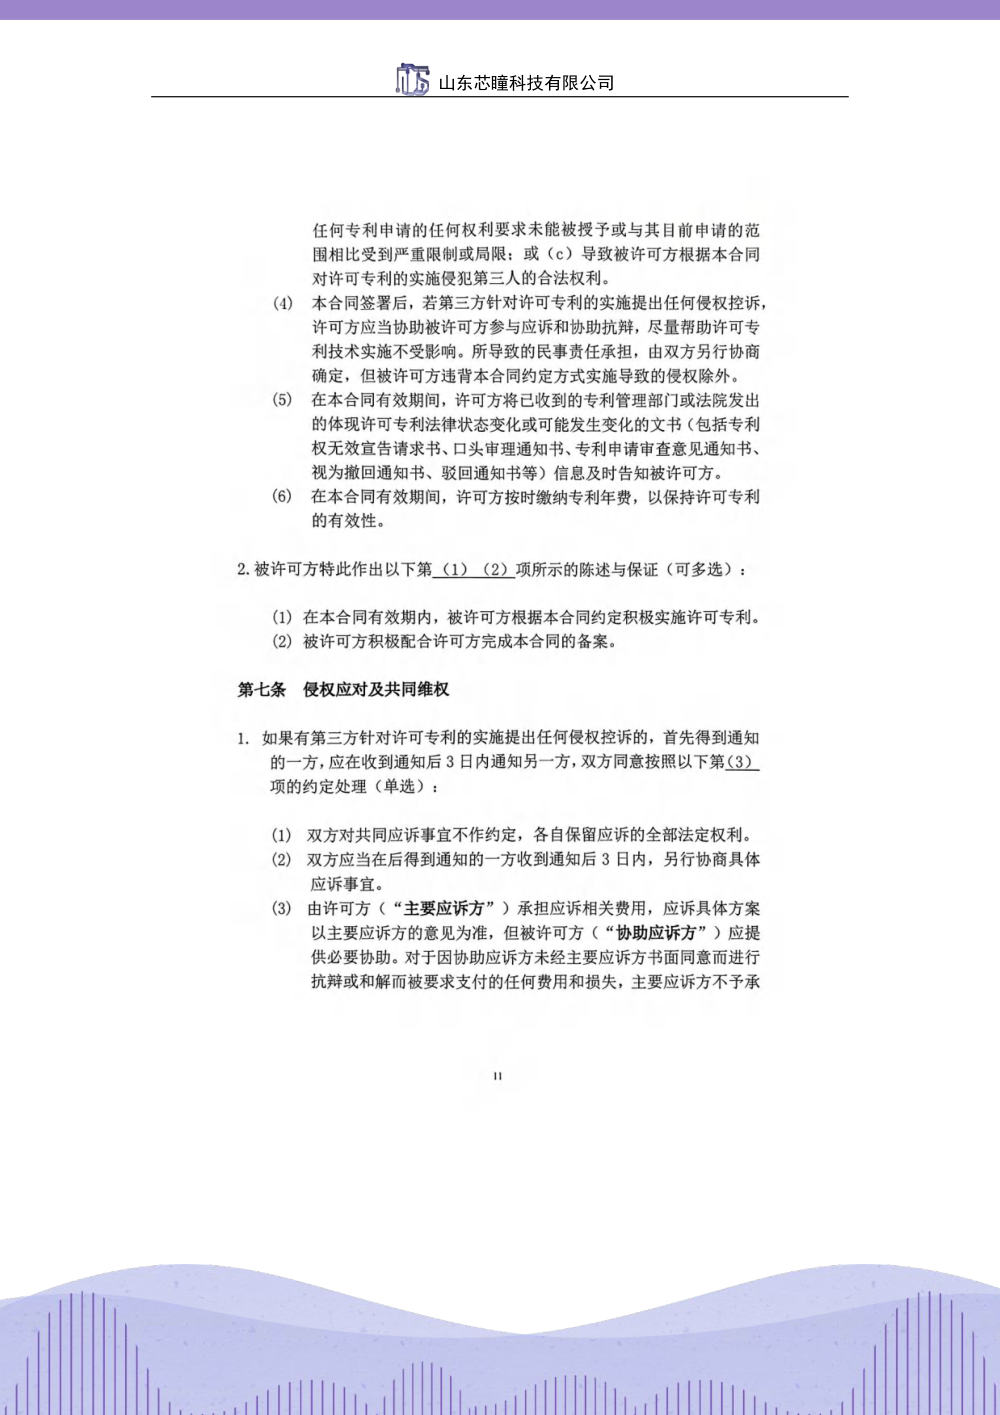 山东芯瞳科技有限公司
任何专利申请的任何权利要求未能被授予或与其目前申请的范
围相比受到严重限制或局限；或（c）导致被许可方根据本合同
对许可专利的实施侵犯第三人的合法权利。
(4) 本合同签署后，若第三方针对许可专利的实施提出任何侵权控诉，
许可方应当协助被许可方参与应诉和协助抗辩，尽量帮助许可专
利技术实施不受影响。所导致的民事责任承担，由双方另行协商
确定，但被许可方违背本合同约定方式实施导致的侵权除外。
(5) 在本合同有效期间，许可方将已收到的专利管理部门或法院发出
的体现许可专利法律状态变化或可能发生变化的文书（包括专利
权无效宣告请求书、口头审理通知书、专利申请审查意见通知书、
视为撤回通知书、驳回通知书等）信息及时告知被许可方。
(6) 在本合同有效期间，许可方按时缴纳专利年费，以保持许可专利
的有效性。
2. 被许可方特此作出以下第 (1) (2) 项所示的陈述与保证（可多选）：
(1) 在本合同有效期内，被许可方根据本合同约定积极实施许可专利。
(2) 被许可方积极配合许可方完成本合同的备案。
第七条 侵权应对及共同维权
1. 如果有第三方针对许可专利的实施提出任何侵权控诉的，首先得到通知
的一方，应在收到通知后 3 日内通知另一方，双方同意按照以下第(3)
项的约定处理（单选）：
(1) 双方对共同应诉事宜不作约定，各自保留应诉的全部法定权利。
(2) 双方应当在后得到通知的一方收到通知后 3 日内，另行协商具体
应诉事宜。
(3) 由许可方（“主要应诉方”）承担应诉相关费用，应诉具体方案
以主要应诉方的意见为准，但被许可方（“协助应诉方”）应提
供必要协助。对于因协助应诉方未经主要应诉方书面同意而进行
抗辩或和解而被要求支付的任何费用和损失，主要应诉方不予承
11